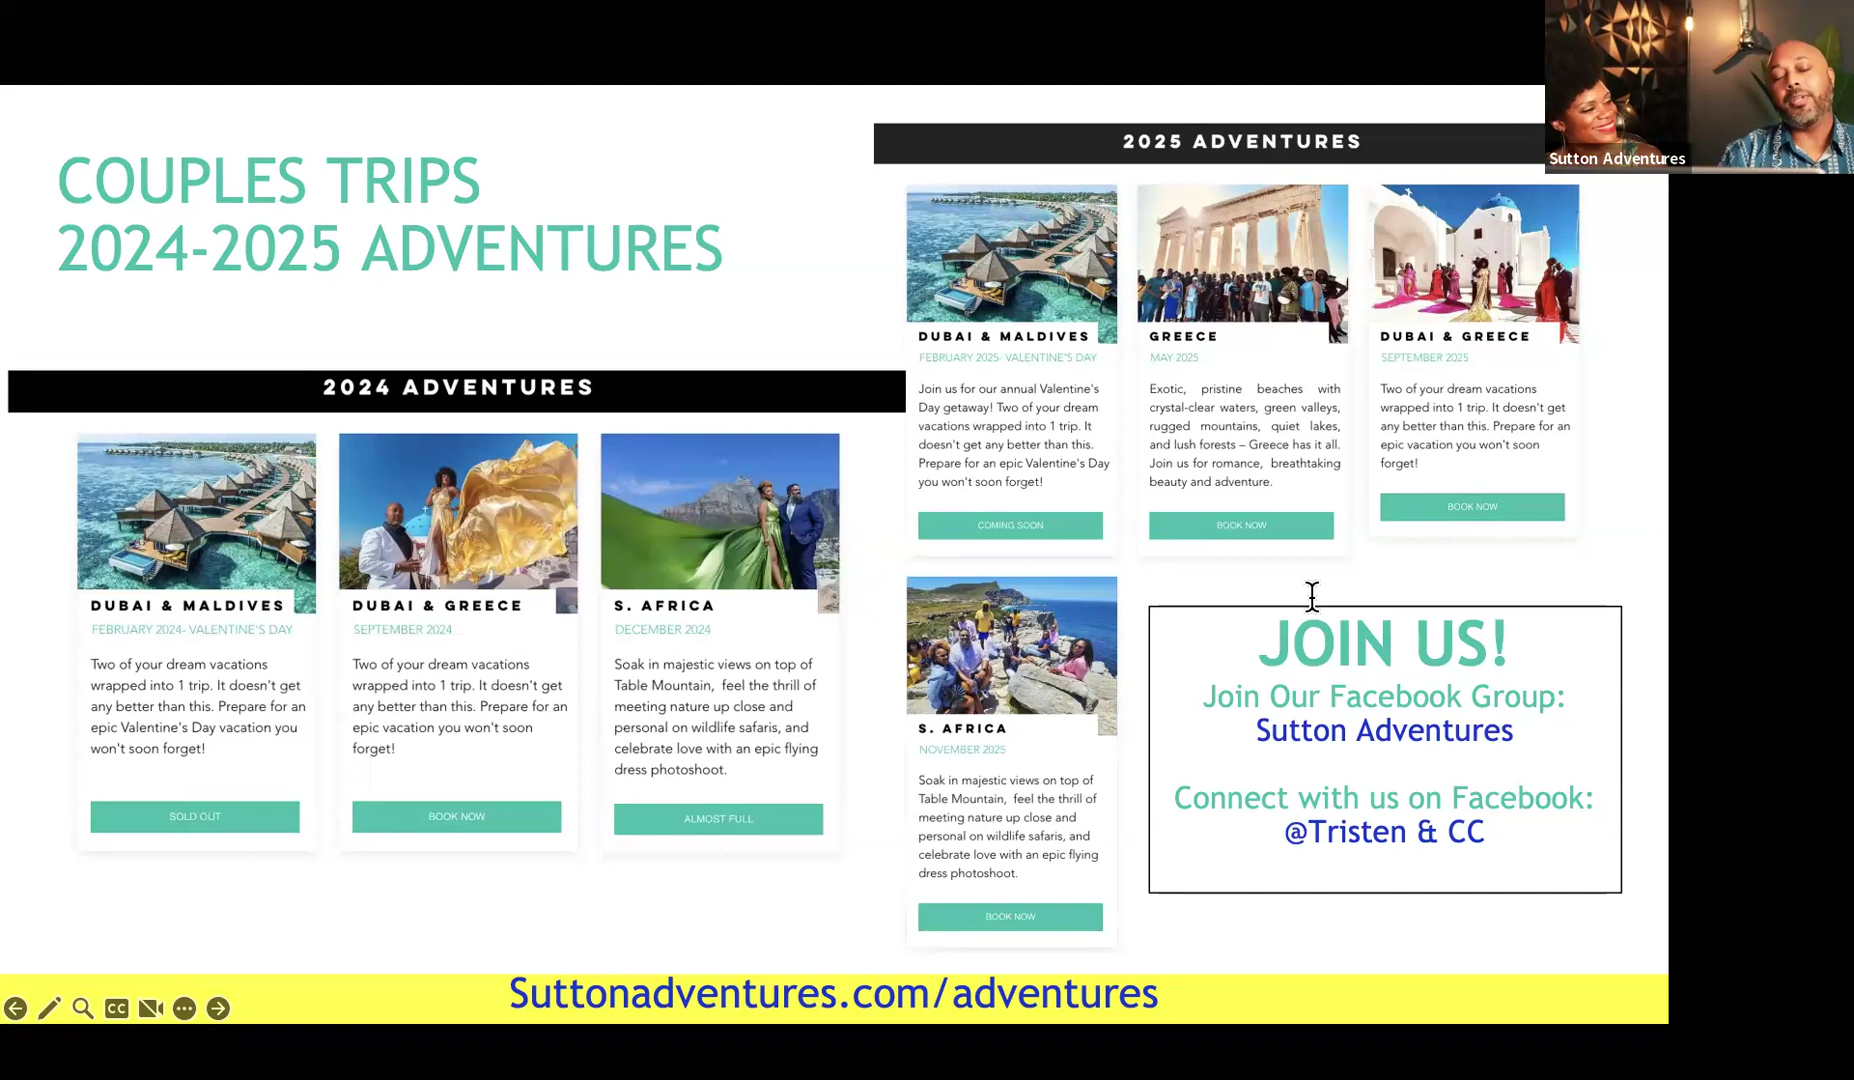 COUPLES TRIPS
2024-2025 ADVENTURES
2024 ADVENTURES
DUBAI & MALDIVES
FEBRUARY 2024- VALENTINE'S DAY
Two of your dream vacations
wrapped into 1 trip. It doesn't get
any better than this. Prepare for an
epic Valentine's Day vacation you
won't soon forget!
SOLD OUT
DUBAI & GREECE
SEPTEMBER 2024
Two of your dream vacations
wrapped into 1 trip. It doesn't get
any better than this. Prepare for an
epic vacation you won't soon
forget!
BOOK NOW
S. AFRICA
DECEMBER 2024
Soak in majestic views on top of
Table Mountain, feel the thrill of
meeting nature up close and
personal on wildlife safaris, and
celebrate love with an epic flying
dress photoshoot.
ALMOST FULL
2025 ADVENTURES
DUBAI & MALDIVES
FEBRUARY 2025- VALENTINE'S DAY
Join us for our annual Valentine's
Day getaway! Two of your dream
vacations wrapped into 1 trip. It
doesn't get any better than this.
Prepare for an epic Valentine's Day
you won't soon forget!
COMING SOON
GREECE
MAY 2025
Exotic, pristine beaches with
crystal-clear waters, green valleys,
rugged mountains, quiet lakes,
and lush forests – Greece has it all.
Join us for romance, breathtaking
beauty and adventure.
BOOK NOW
DUBAI & GREECE
SEPTEMBER 2025
Two of your dream vacations
wrapped into 1 trip. It doesn't get
any better than this. Prepare for an
epic vacation you won't soon
forget!
BOOK NOW
S. AFRICA
NOVEMBER 2025
Soak in majestic views on top of
Table Mountain, feel the thrill of
meeting nature up close and
personal on wildlife safaris, and
celebrate love with an epic flying
dress photoshoot.
BOOK NOW
JOIN US!
Join Our Facebook Group:
Sutton Adventures
Connect with us on Facebook:
@Tristen & CC
Suttonadventures.com/adventures
CC
Sutton Adventures